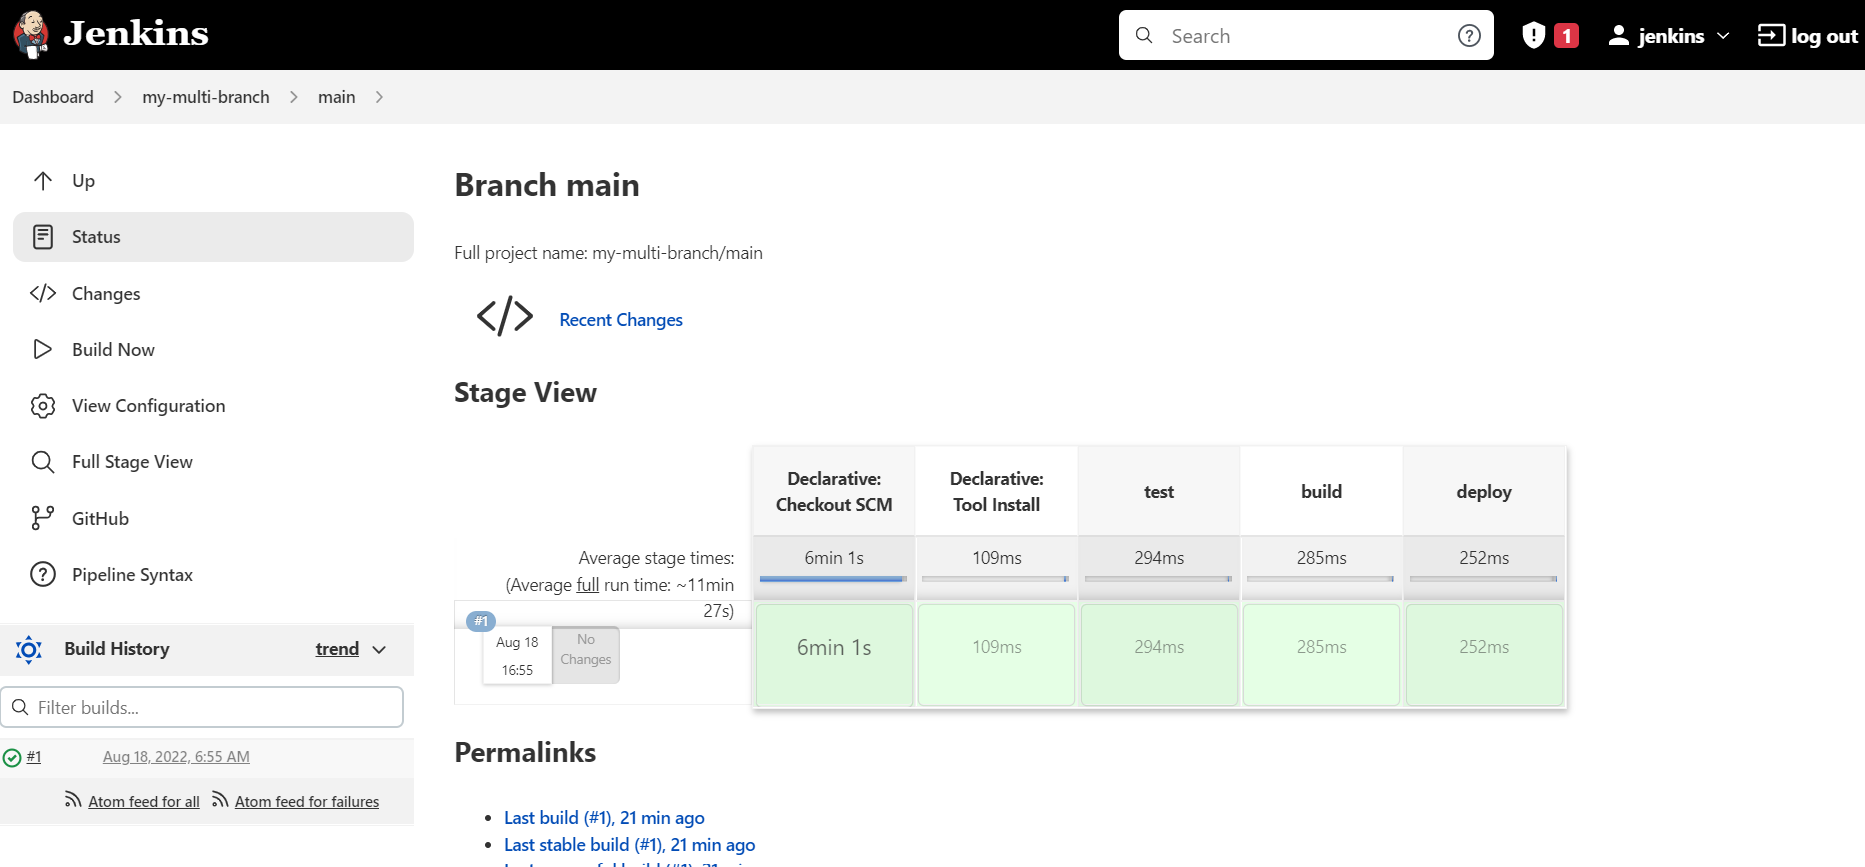 Jenkins
Search
1
jenkins
log out
Dashboard
my-multi-branch
main
Up
Status
Changes
Build Now
View Configuration
Full Stage View
GitHub
Pipeline Syntax
Build History
trend
Filter builds...
#1
Aug 18, 2022, 6:55 AM
Atom feed for all
Atom feed for failures
Branch main
Full project name: my-multi-branch/main
</>
Recent Changes
Stage View
Declarative:
Checkout SCM
Declarative:
Tool Install
test
build
deploy
Average stage times:
(Average full run time: ~11min
27s)
6min 1s
109ms
294ms
285ms
252ms
#1
Aug 18
16:55
No
Changes
6min 1s
109ms
294ms
285ms
252ms
Permalinks
Last build (#1), 21 min ago
Last stable build (#1), 21 min ago